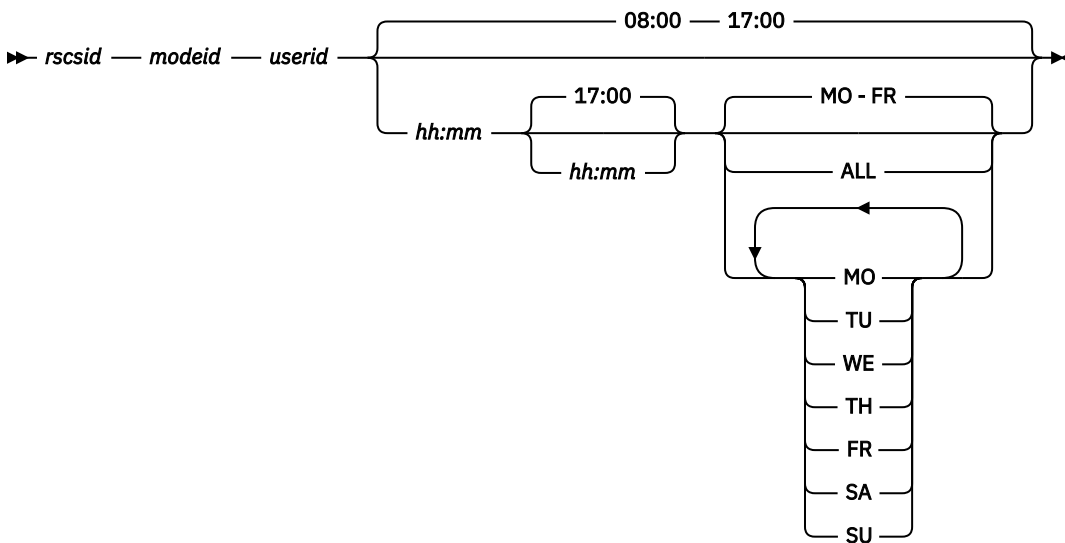 08:00 17:00
rscsid modeid userid
17:00 MO - FR
hh:mm
hh:mm ALL
MO
TU
WE
TH
FR
SA
SU